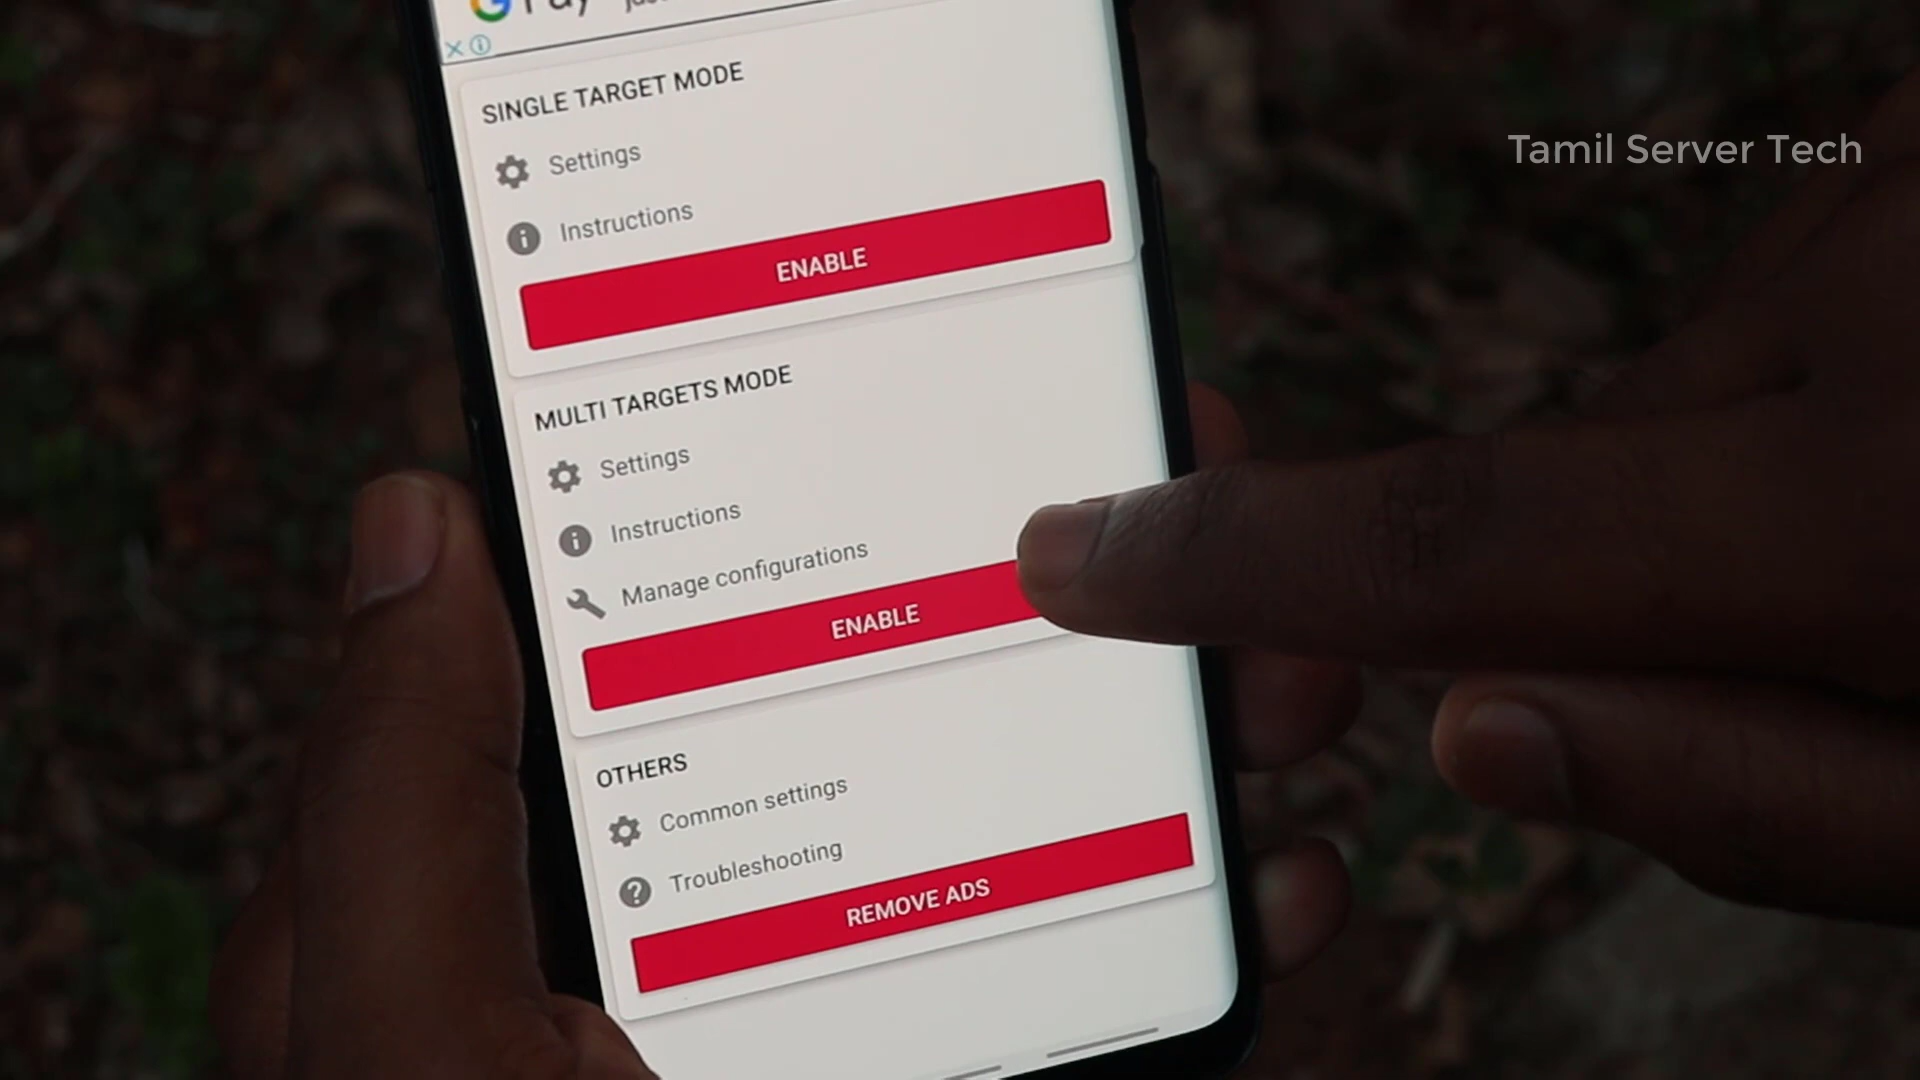 Pay
SINGLE TARGET MODE
Settings
Instructions
ENABLE
MULTI TARGETS MODE
Settings
Instructions
Manage configurations
ENABLE
OTHERS
Common settings
Troubleshooting
REMOVE ADS
Tamil Server Tech